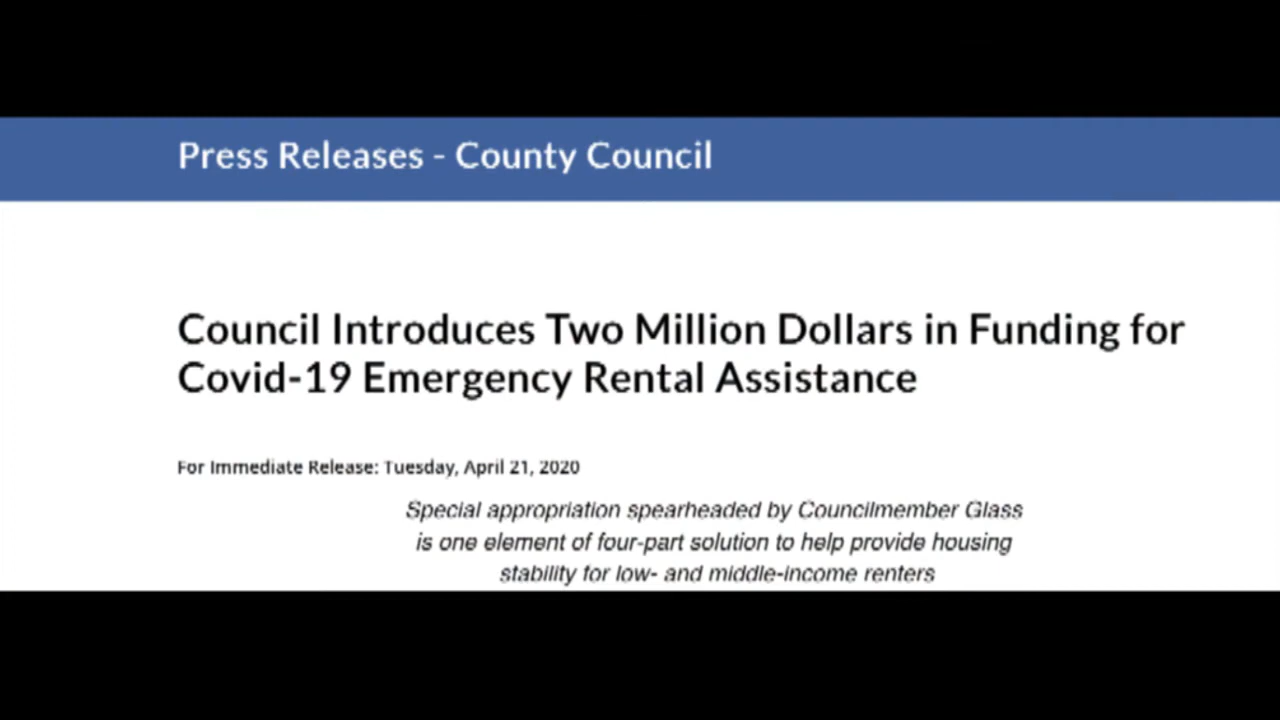 Press Releases - County Council
Council Introduces Two Million Dollars in Funding for
Covid-19 Emergency Rental Assistance
For Immediate Release: Tuesday, April 21, 2020
Special appropriation spearheaded by Councilmember Glass
is one element of four-part solution to help provide housing
stability for low- and middle-income renters